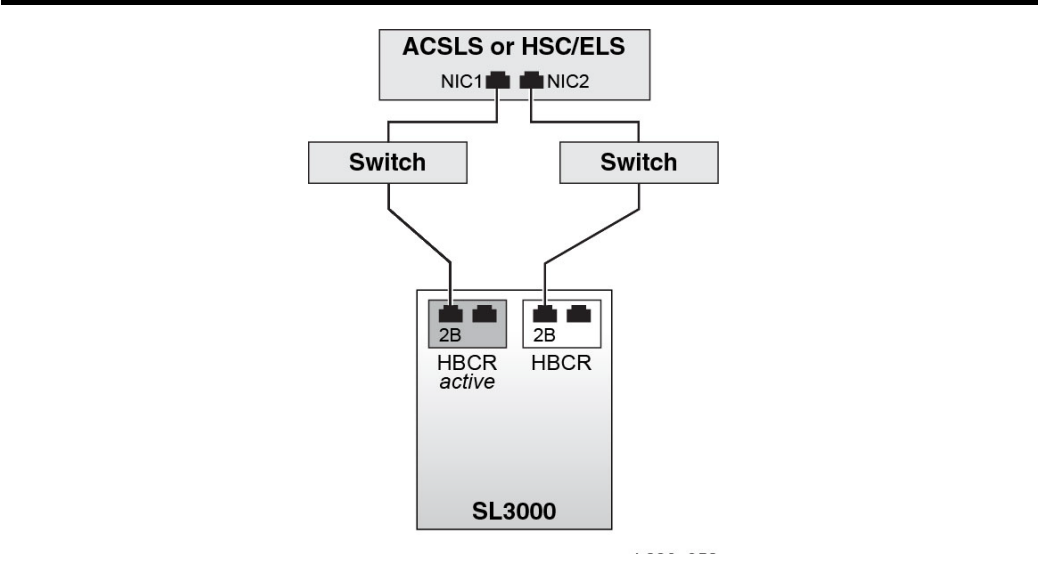 ACSLS or HSC/ELS
NIC1 NIC2
Switch Switch
2B 2B
HBCR HBCR
active
SL3000